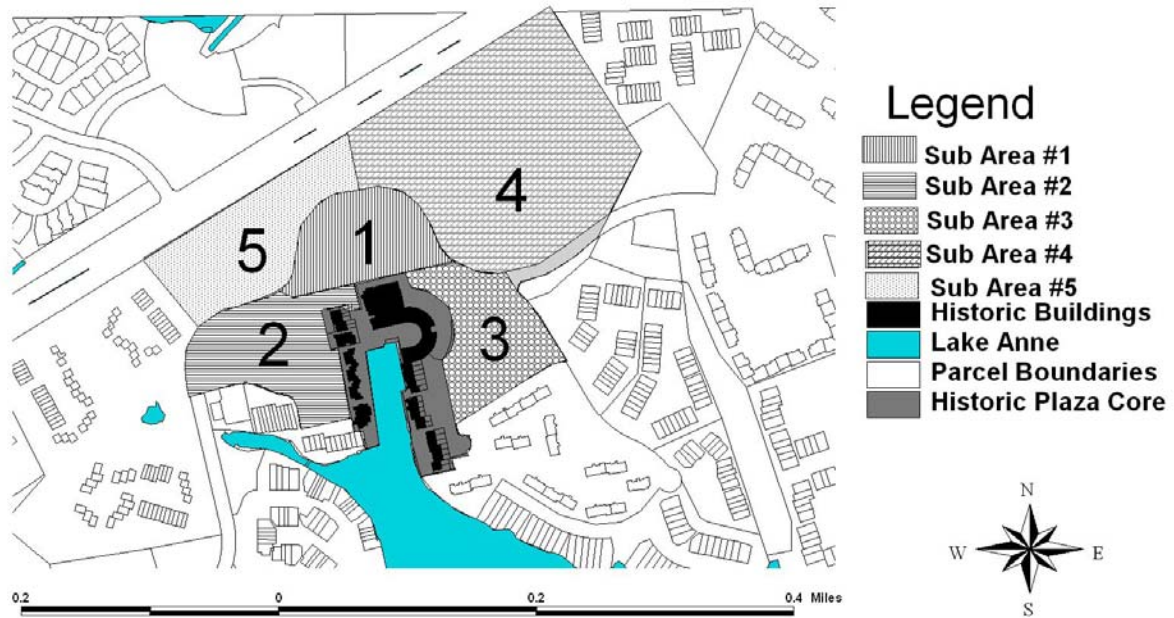 4
5
1
2
3
Legend
Sub Area #1
Sub Area #2
Sub Area #3
Sub Area #4
Sub Area #5
Historic Buildings
Lake Anne
Parcel Boundaries
Historic Plaza Core
N
W E
S
0.2 0 0.2 0.4 Miles